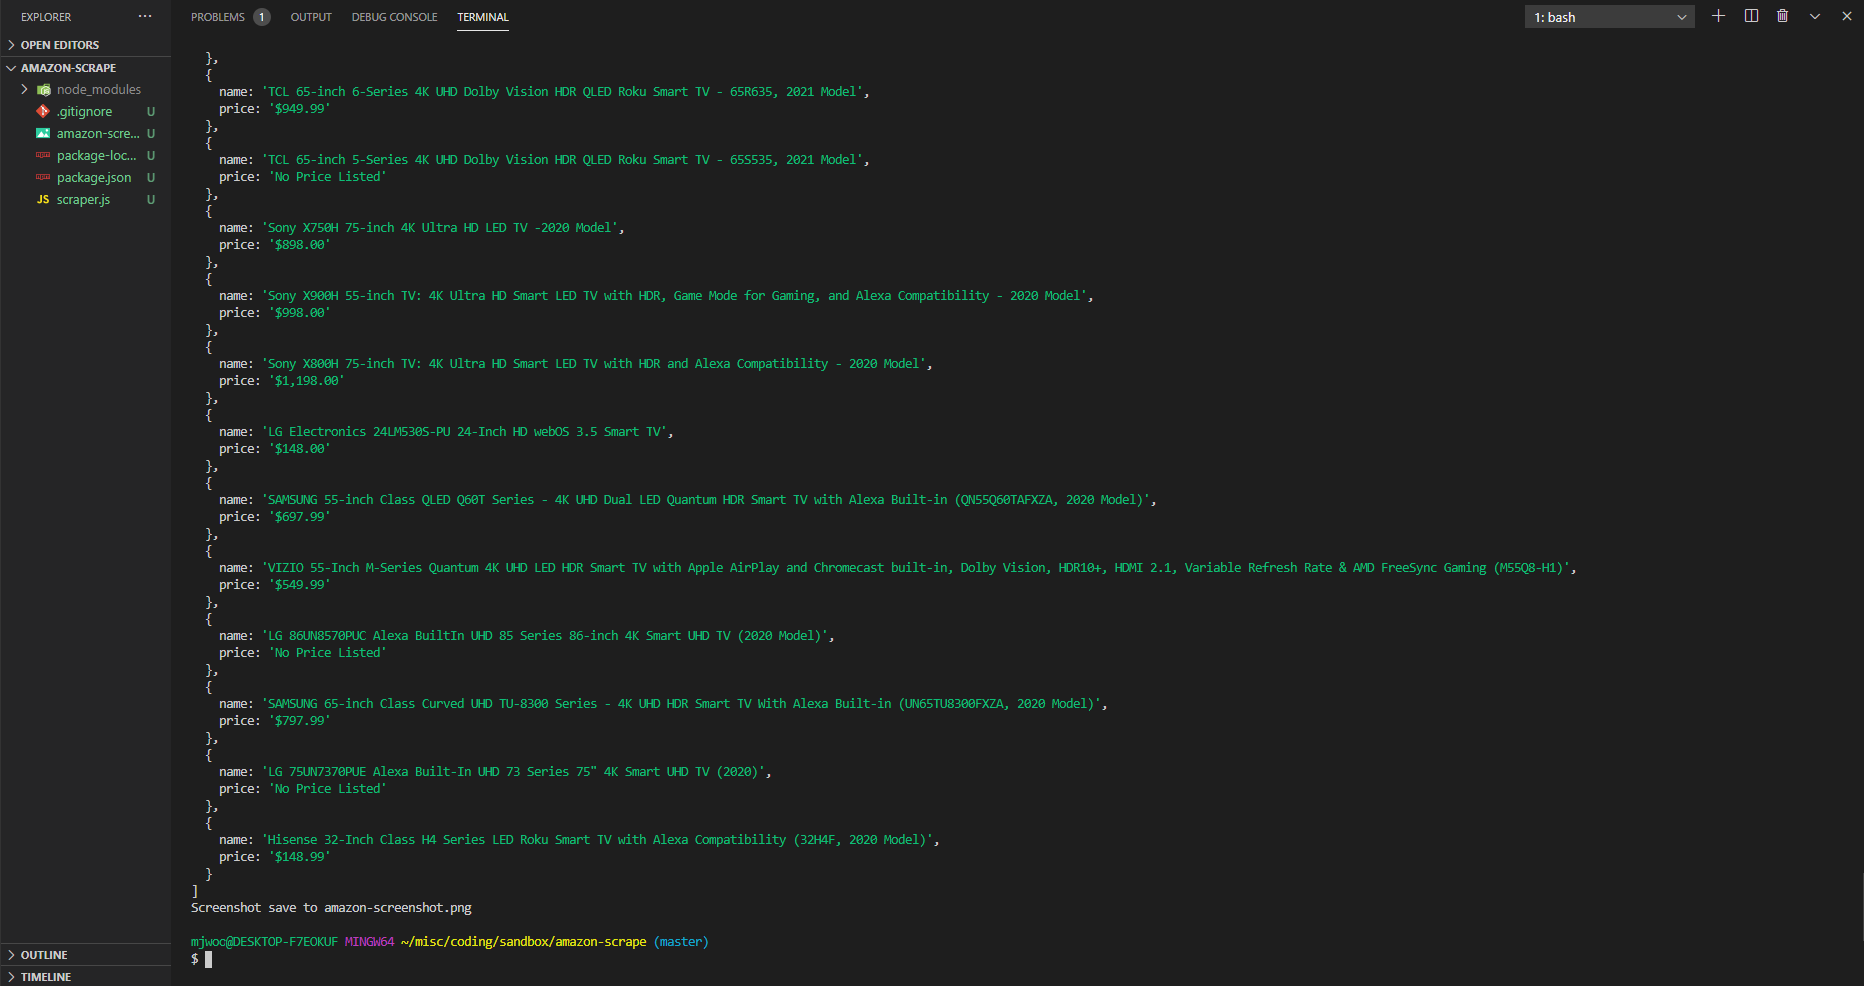 EXPLORER
···
OPEN EDITORS
AMAZON-SCRAPE
node_modules
.gitignore U
amazon-scre... U
package-loc... U
package.json U
JS scraper.js U
OUTLINE
TIMELINE
PROBLEMS 1 OUTPUT DEBUG CONSOLE TERMINAL
1: bash
},
{
name: 'TCL 65-inch 6-Series 4K UHD Dolby Vision HDR QLED Roku Smart TV - 65R635, 2021 Model',
price: '$949.99'
},
{
name: 'TCL 65-inch 5-Series 4K UHD Dolby Vision HDR QLED Roku Smart TV - 65S535, 2021 Model',
price: 'No Price Listed'
},
{
name: 'Sony X750H 75-inch 4K Ultra HD LED TV -2020 Model',
price: '$898.00'
},
{
name: 'Sony X900H 55-inch TV: 4K Ultra HD Smart LED TV with HDR, Game Mode for Gaming, and Alexa Compatibility - 2020 Model',
price: '$998.00'
},
{
name: 'Sony X800H 75-inch TV: 4K Ultra HD Smart LED TV with HDR and Alexa Compatibility - 2020 Model',
price: '$1,198.00'
},
{
name: 'LG Electronics 24LM530S-PU 24-Inch HD webOS 3.5 Smart TV',
price: '$148.00'
},
{
name: 'SAMSUNG 55-inch Class QLED Q60T Series - 4K UHD Dual LED Quantum HDR Smart TV with Alexa Built-in (QN55Q60TAFXZA, 2020 Model)',
price: '$697.99'
},
{
name: 'VIZIO 55-Inch M-Series Quantum 4K UHD LED HDR Smart TV with Apple AirPlay and Chromecast built-in, Dolby Vision, HDR10+, HDMI 2.1, Variable Refresh Rate & AMD FreeSync Gaming (M55Q8-H1)',
price: '$549.99'
},
{
name: 'LG 86UN8570PUC Alexa BuiltIn UHD 85 Series 86-inch 4K Smart UHD TV (2020 Model)',
price: 'No Price Listed'
},
{
name: 'SAMSUNG 65-inch Class Curved UHD TU-8300 Series - 4K UHD HDR Smart TV With Alexa Built-in (UN65TU8300FXZA, 2020 Model)',
price: '$797.99'
},
{
name: 'LG 75UN7370PUE Alexa Built-In UHD 73 Series 75" 4K Smart UHD TV (2020)',
price: 'No Price Listed'
},
{
name: 'Hisense 32-Inch Class H4 Series LED Roku Smart TV with Alexa Compatibility (32H4F, 2020 Model)',
price: '$148.99'
}
]
Screenshot save to amazon-screenshot.png
mjwoo@DESKTOP-F7EOKUF MINGW64 ~/misc/coding/sandbox/amazon-scrape (master)
$